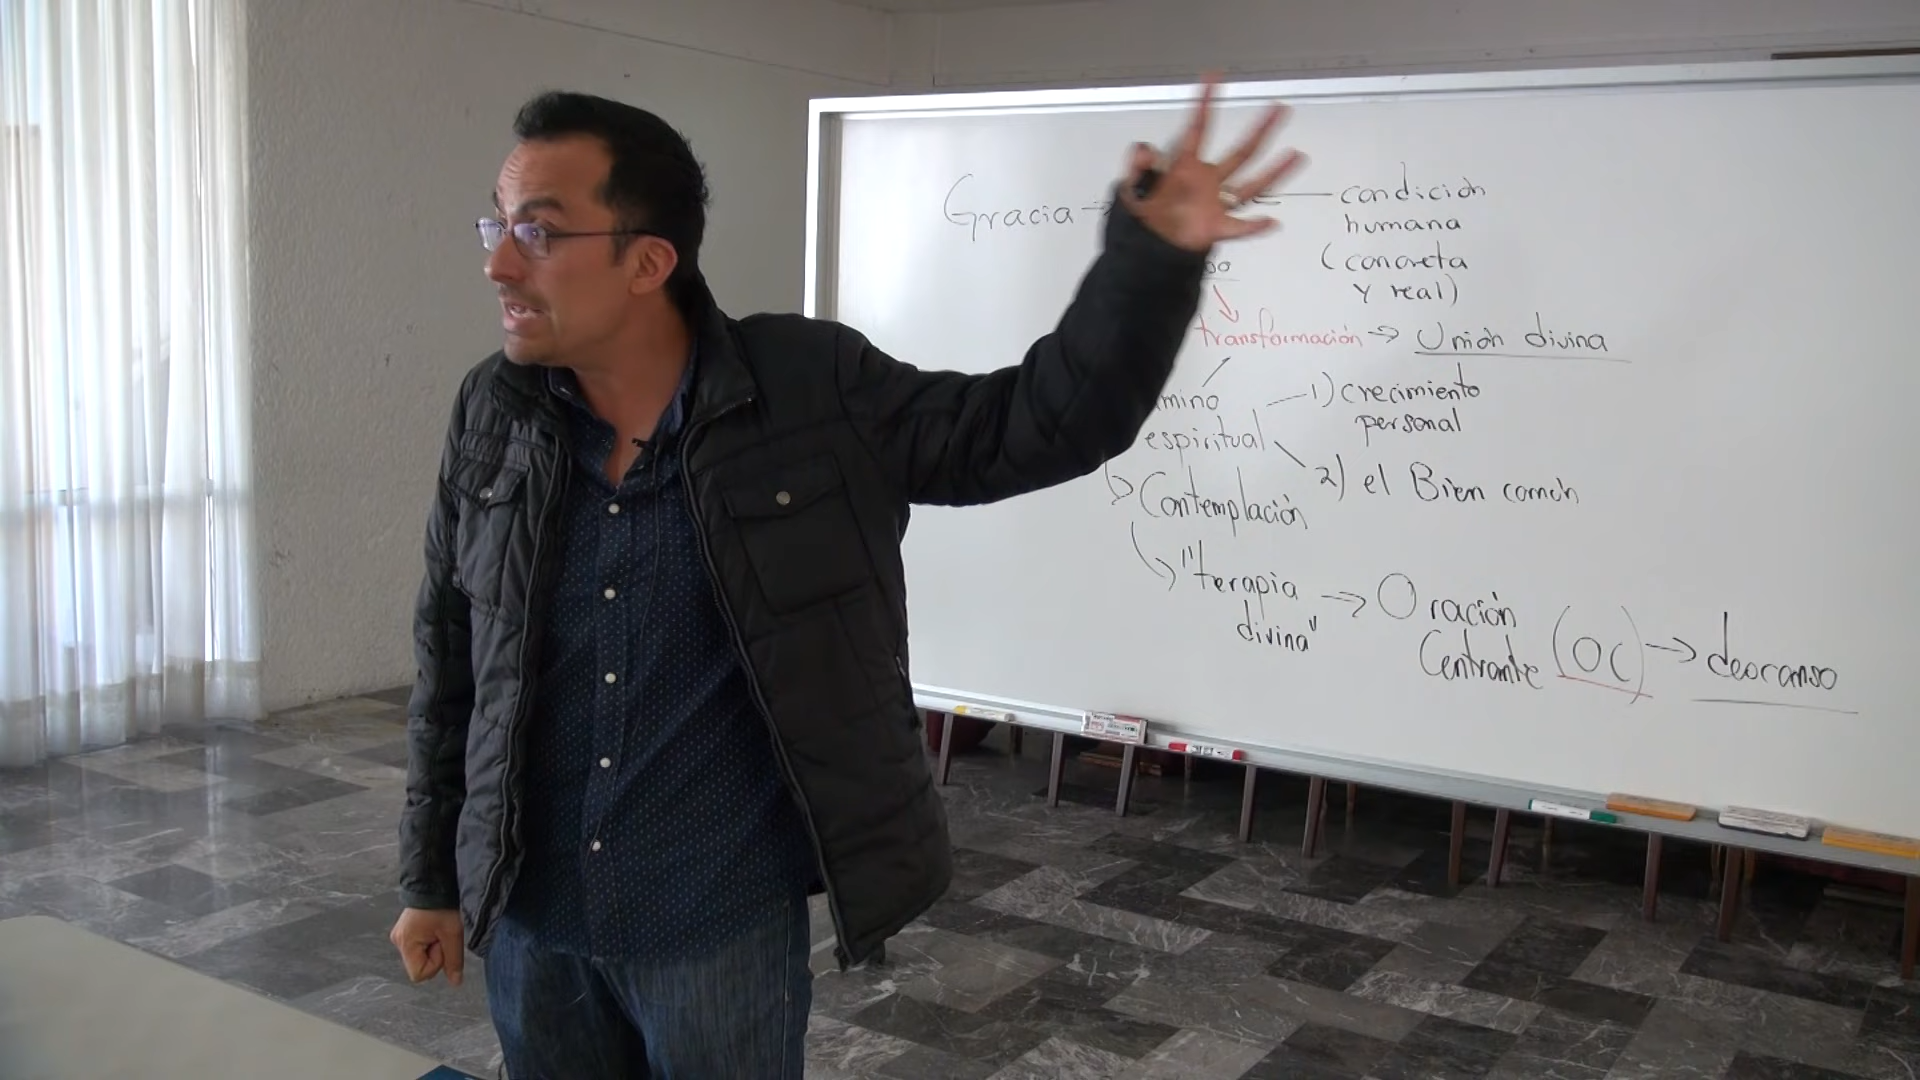 Gracia →
condición
humana
(concreta
y real)
transformación → Unión divina
espiritual
1) crecimiento
personal
2) el Bien común
Contemplación
"terapia
divina" → Oración
Centrante (OC) → descanso